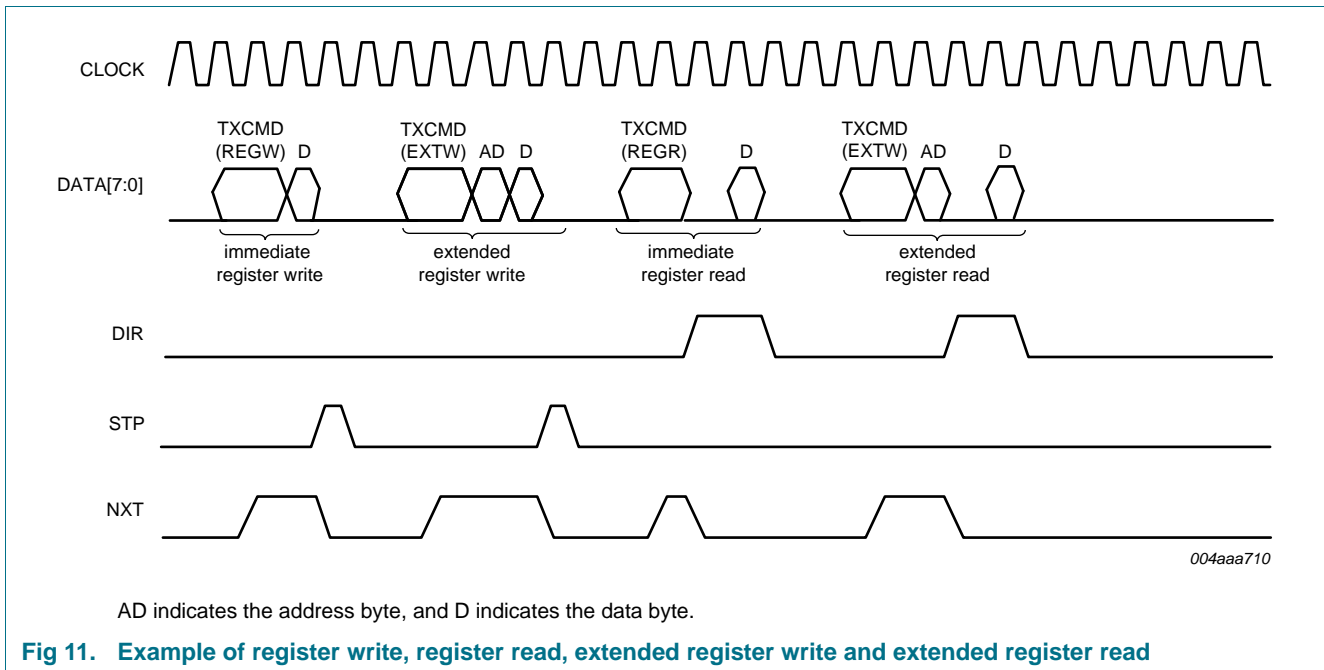 CLOCK
TXCMD TXCMD TXCMD TXCMD
(REGW) D (EXTW) AD D (REGR) D (EXTW) AD D
DATA[7:0]
immediate extended immediate extended
register write register write register read register read
DIR
STP
NXT
004aaa710
AD indicates the address byte, and D indicates the data byte.
Fig 11. Example of register write, register read, extended register write and extended register read